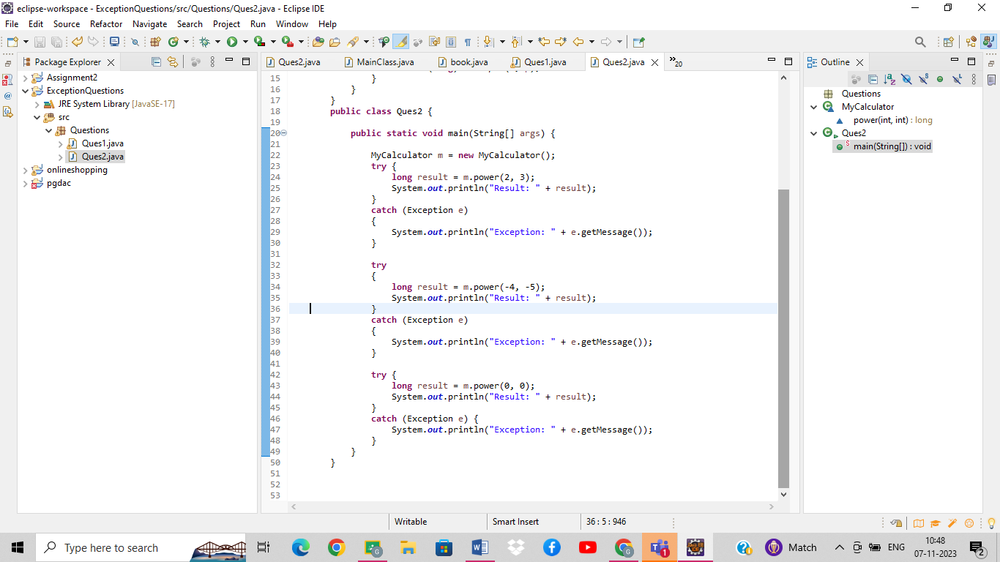 eclipse-workspace - ExceptionQuestions/src/Questions/Ques2.java - Eclipse IDE
File Edit Source Refactor Navigate Search Project Run Window Help
Package Explorer
Assignment2
ExceptionQuestions
JRE System Library [JavaSE-17]
src
Questions
Ques1.java
Ques2.java
onlineshopping
pgdac
Ques2.java MainClass.java book.java Ques1.java Ques2.java 20
15 }
16 }
17 }
18 public class Ques2 {
19
20 public static void main(String[] args) {
21
22 MyCalculator m = new MyCalculator();
23 try {
24 long result = m.power(2, 3);
25 System.out.println("Result: " + result);
26 }
27 catch (Exception e)
28 {
29 System.out.println("Exception: " + e.getMessage());
30 }
31
32 try
33 {
34 long result = m.power(-4, -5);
35 System.out.println("Result: " + result);
36 }
37 catch (Exception e)
38 {
39 System.out.println("Exception: " + e.getMessage());
40 }
41
42 try {
43 long result = m.power(0, 0);
44 System.out.println("Result: " + result);
45 }
46 catch (Exception e) {
47 System.out.println("Exception: " + e.getMessage());
48 }
49 }
50 }
51
52
53
Outline
Questions
MyCalculator
power(int, int) : long
Ques2
main(String[]) : void
Writable Smart Insert 36 : 5 : 946
Type here to search
Match
ENG
10:48
07-11-2023
2